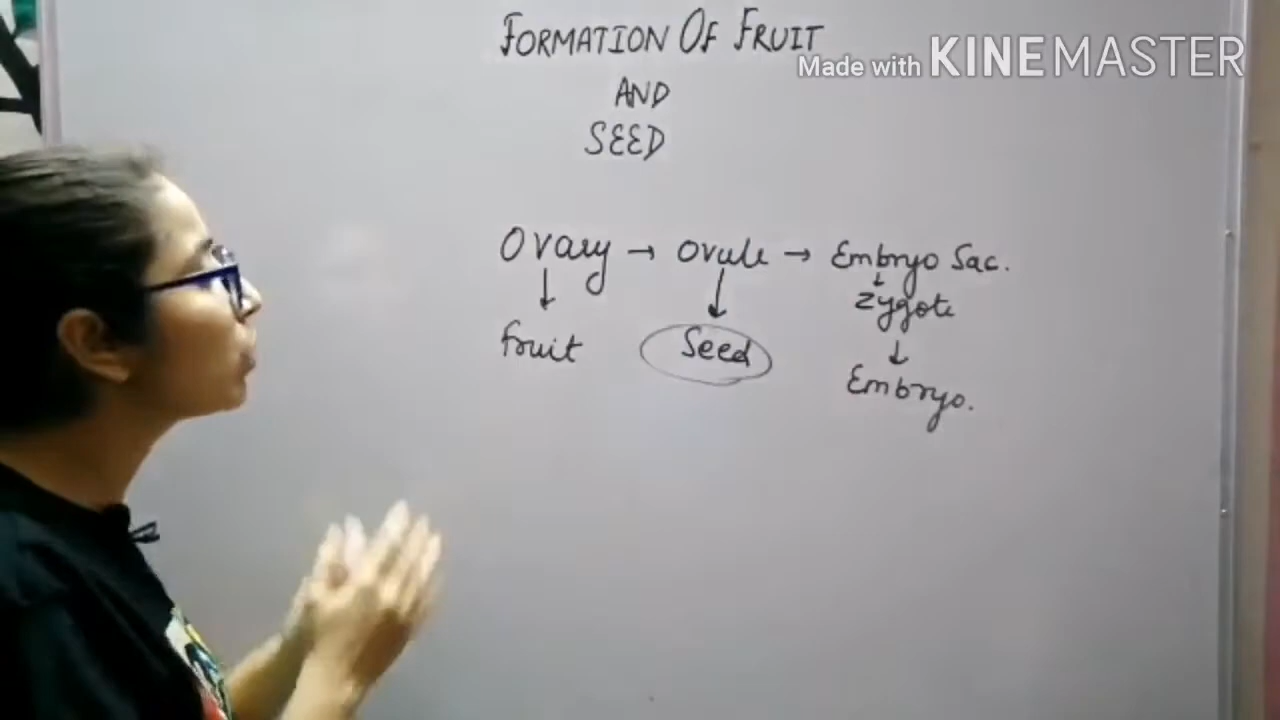 FORMATION OF FRUIT
Made with KINEMASTER
AND
SEED
Ovary → Ovule → Embryo Sac.
↓ ↓ ↓
Zygote
Fruit Seed ↓
Embryo.